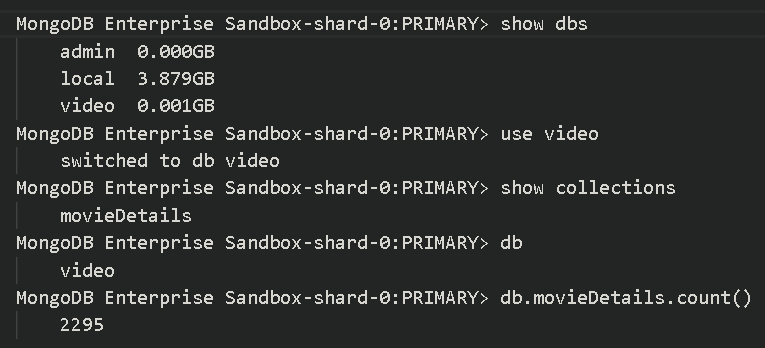 MongoDB Enterprise Sandbox-shard-0:PRIMARY> show dbs
admin  0.000GB
local  3.879GB
video  0.001GB
MongoDB Enterprise Sandbox-shard-0:PRIMARY> use video
switched to db video
MongoDB Enterprise Sandbox-shard-0:PRIMARY> show collections
movieDetails
MongoDB Enterprise Sandbox-shard-0:PRIMARY> db
video
MongoDB Enterprise Sandbox-shard-0:PRIMARY> db.movieDetails.count()
2295